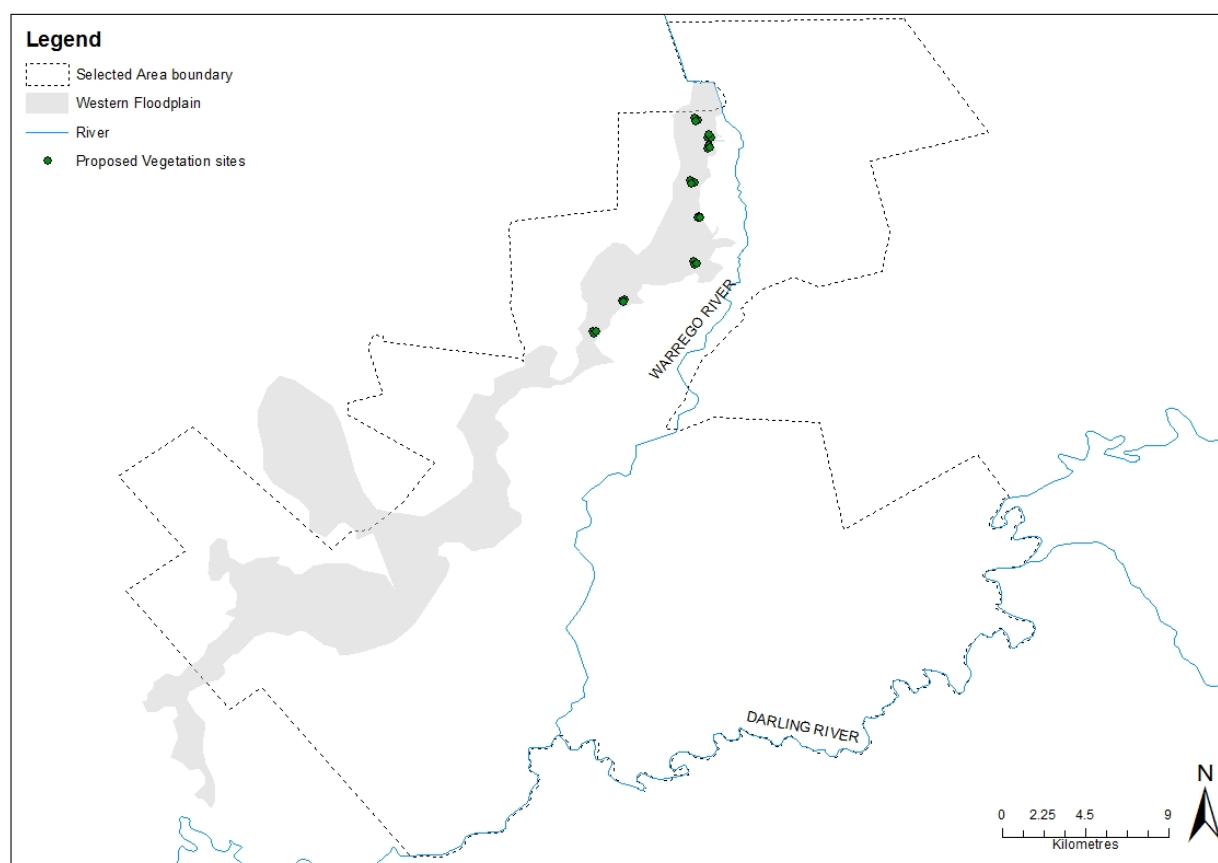 Legend
Selected Area boundary
Western Floodplain
River
Proposed Vegetation sites
WARREGO RIVER
DARLING RIVER
N
0 2.25 4.5 9
Kilometres